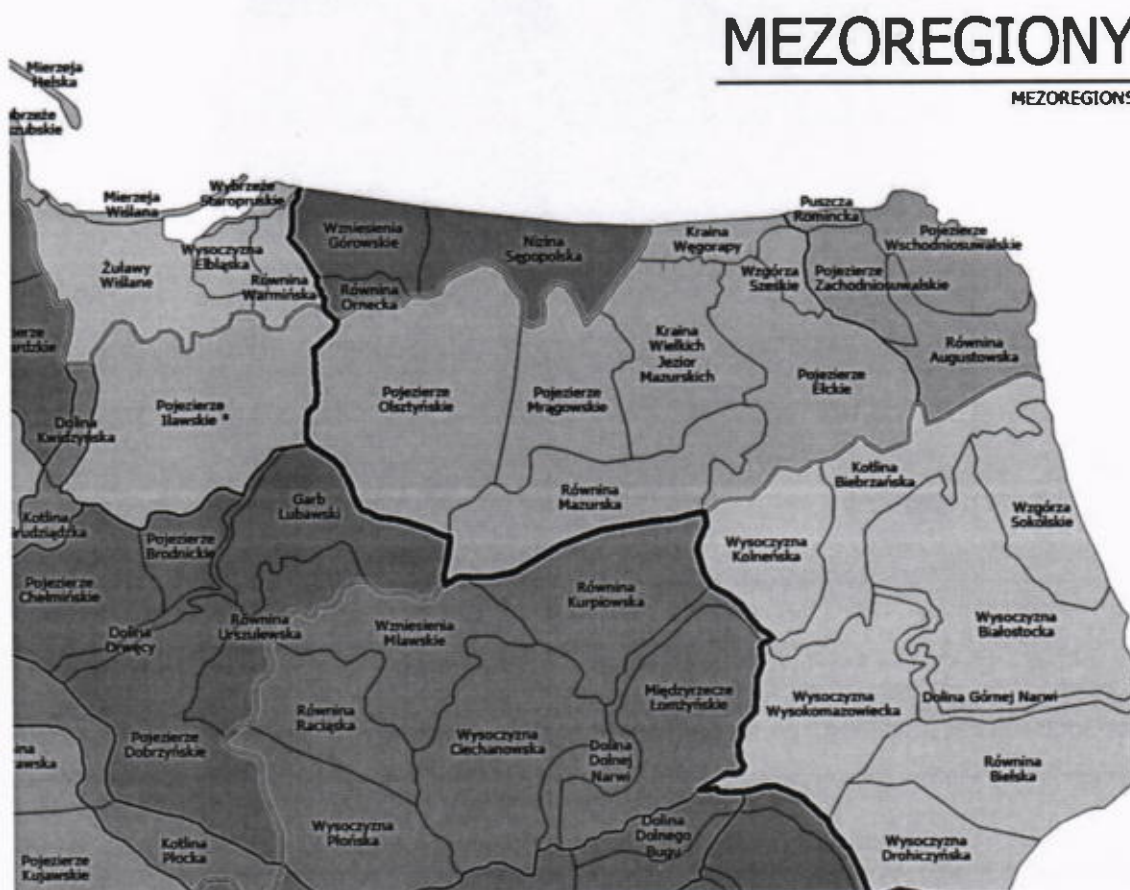 MEZOREGIONY
MEZOREGIONS
Mierzeja
Helska
Mierzeja
Wiślana
Wybrzeże
Staropruskie
Wysoczyzna
Elbląska
Żuławy
Wiślane
Równina
Warmińska
Wzniesienia
Górowskie
Nizina
Sępopolska
Równina
Ornecka
Kraina
Węgorapy
Puszcza
Romincka
Pojezierze
Wschodniosuwalskie
Wzgórza
Szeskie
Pojezierze
Zachodniosuwalskie
Równina
Augustowska
Kraina
Wielkich
Jezior
Mazurskich
Pojezierze
Ełckie
Pojezierze
Olsztyńskie
Pojezierze
Mrągowskie
Pojezierze
Iławskie *
Dolina
Kwidzyńska
Kotlina
Biebrzańska
Równina
Mazurska
Garb
Lubawski
Wzgórza
Sokólskie
Kotlina
rudziądzka
Pojezierze
Brodnickie
Wysoczyzna
Kolneńska
Pojezierze
Chełmińskie
Równina
Kurpiowska
Dolina
Drwęcy
Równina
Urszulewska
Wzniesienia
Mławskie
Wysoczyzna
Białostocka
Międzyrzecze
Łomżyńskie
Wysoczyzna
Wysokomazowiecka
Dolina Górnej Narwi
Równina
Raciąska
Pojezierze
Dobrzyńskie
Wysoczyzna
Ciechanowska
Dolina
Dolnej
Narwi
Równina
Bielska
Wysoczyzna
Płońska
Dolina
Dolnego
Bugu
Kotlina
Płocka
Wysoczyzna
Drohiczyńska
Pojezierze
Kujawskie